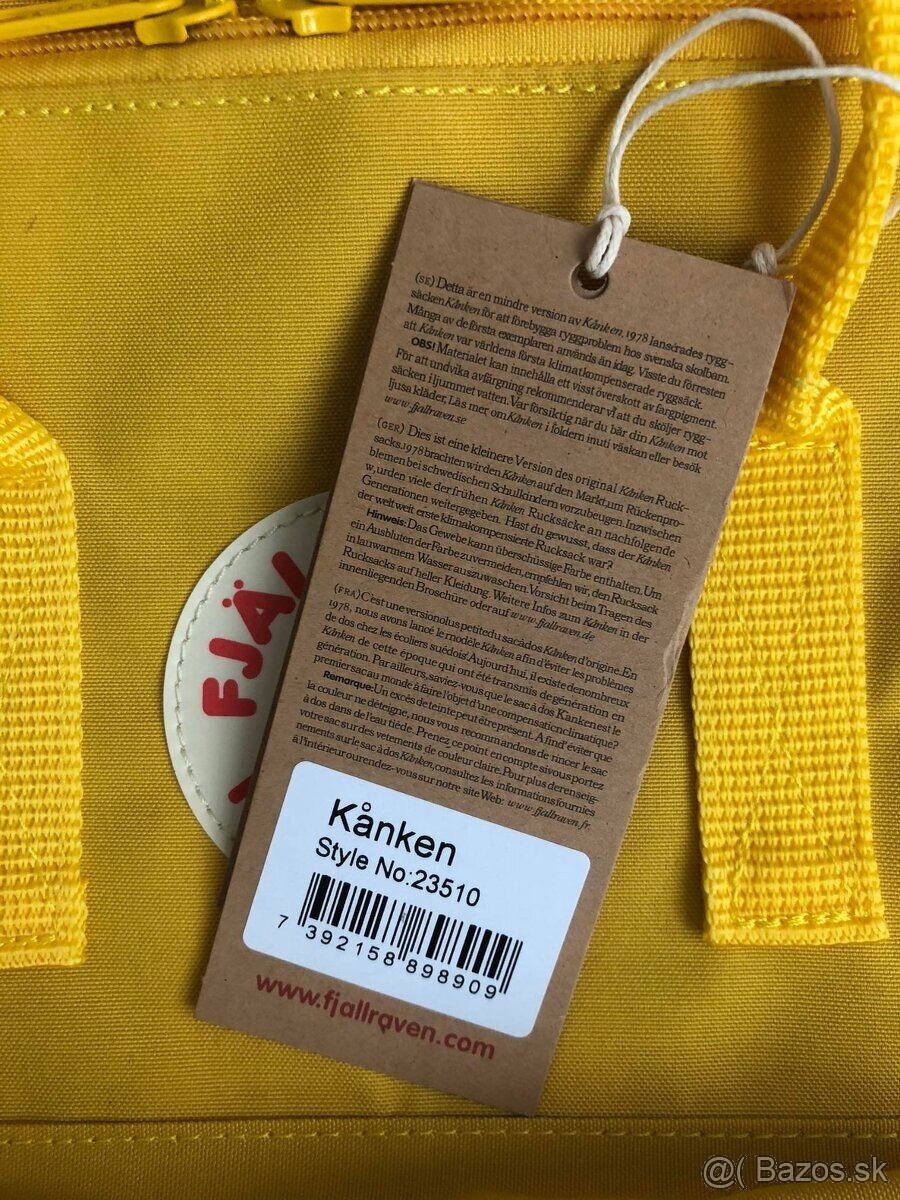 (SE) Detta är en mindre version av Kånken. 1978 lanserades rygg-
säcken Kånken för att förebygga ryggproblem hos svenska skolbarn.
Många av de första exemplaren används än idag. Visste du förresten
att Kånken var världens första klimatkompenserade ryggsäck.
OBS! Materialet kan innehålla ett visst överskott av färgpigment.
För att undvika avfärgning rekommenderar vi att du sköljer rygg-
säcken i ljummet vatten. Var försiktig när du bär din Kånken mot
ljusa kläder. Läs mer om Kånken i foldern inuti väskan eller besök
www.fjallraven.se
(GER) Dies ist eine kleinere Version des original Kånken Ruck-
sacks.1978 brachten wir den Kånken auf den Markt,um Rückenpro-
blemen bei schwedischen Schulkindern vorzubeugen. Inzwischen
w,urden viele der frühen Kånken Rucksäcke an nachfolgende
Generationen weitergegeben. Hast du gewusst, dass der Kånken
der weltweit erste klimakompensierte Rucksack war?
Hinweis: Das Gewebe kann überschüssige Farbe enthalten. Um
ein Ausbluten der Farbe zuvermeiden,empfehlen wir, den Rucksack
in lauwarmem Wasser auszuwaschen. Vorsicht beim Tragen des
Rucksacks auf heller Kleidung. Weitere Infos zum Kånken in der
innenliegenden Broschüre oder auf www.fjallraven.de
(FRA) C'est une version plus petite du sac à dos Kånken d'origine. En
1978, nous avons lancé le modèle Kånken afin d'éviter les problèmes
de dos chez les écoliers suédois. Aujourd'hui, il existe de nombreux
Kånken de cette époque qui ont été transmis de génération en
génération. Par ailleurs, saviez-vous que le sac à dos Kånken est le
premier sac au monde à faire l'objet d'une compensation climatique?
Remarque: Un excès de teinte peut être present. A find'éviter que
la couleur ne déteigne, nous vous recommandons de rincer le sac
à dos dans de l'eau tiède. Prenez ce point en compte si vous portez
votre sac sur des vetements de couleur claire. Pour plus de renseig-
nements sur le sac à dos Kånken,consultez les informations fournies
à l'intérieur ou rendez-vous sur notre site Web: www.fjallraven.fr.
FJÄL
Kånken
Style No:23510
7 392158 898909
www.fjallraven.com
@( Bazos.sk